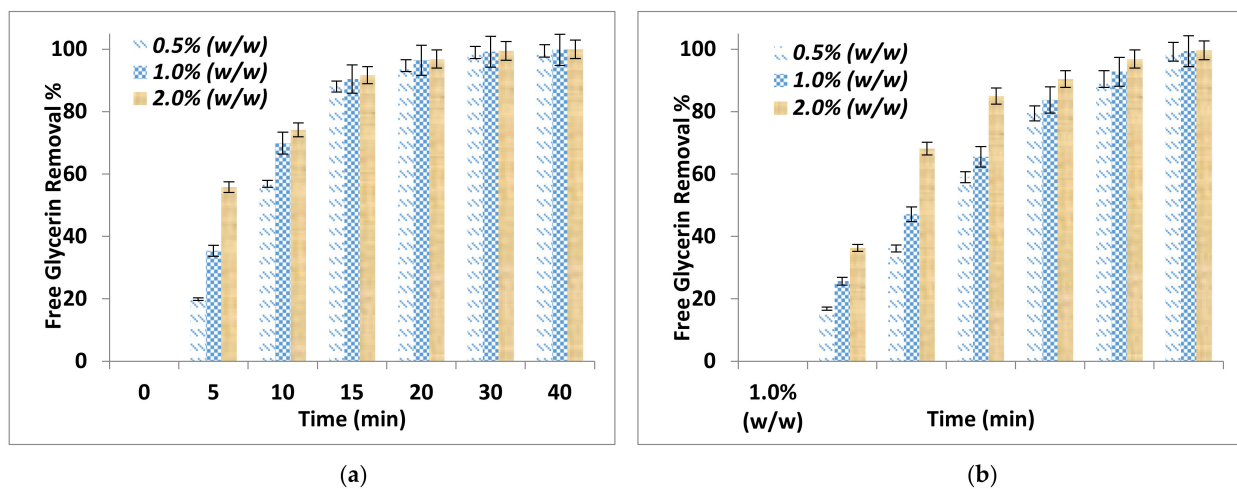 100
80
60
40
20
0
Free Glycerin Removal %
0.5% (w/w)
1.0% (w/w)
2.0% (w/w)
0 5 10 15 20 30 40
Time (min)
(a)
100
80
60
40
20
0
Free Glycerin Removal %
0.5% (w/w)
1.0% (w/w)
2.0% (w/w)
1.0%
(w/w)
Time (min)
(b)